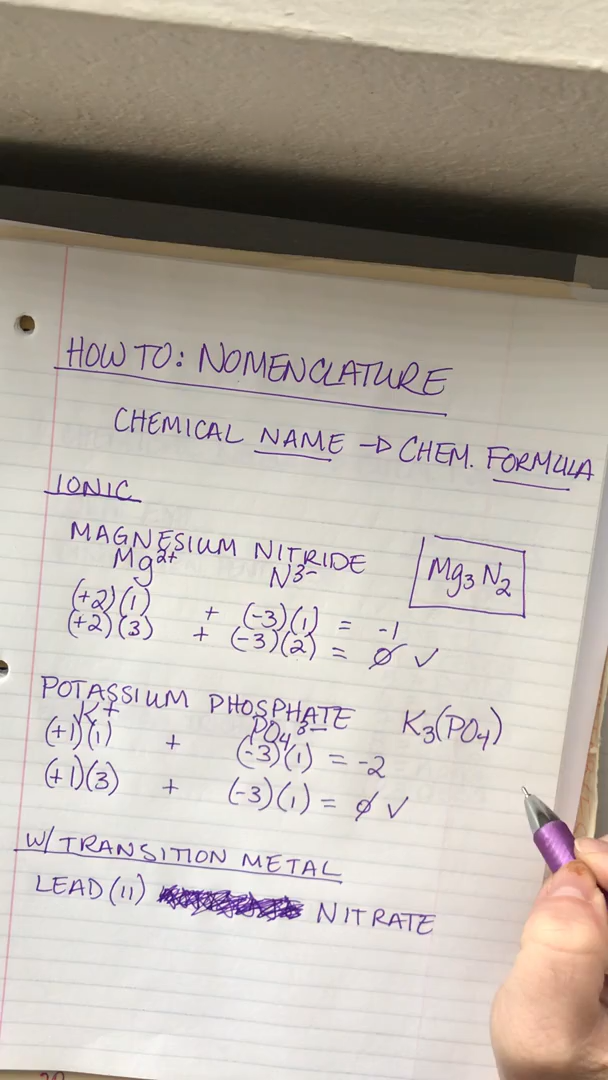 HOW TO: NOMENCLATURE
CHEMICAL NAME → CHEM. FORMULA
IONIC
MAGNESIUM NITRIDE
Mg²⁺ N³⁻
Mg₃N₂
(+2)(1) + (-3)(1) = -1
(+2)(3) + (-3)(2) = ∅ ✓
POTASSIUM PHOSPHATE
K⁺ PO₄³⁻
K₃(PO₄)
(+1)(1) + (-3)(1) = -2
(+1)(3) + (-3)(1) = ∅ ✓
W/ TRANSITION METAL
LEAD (II) NITRATE